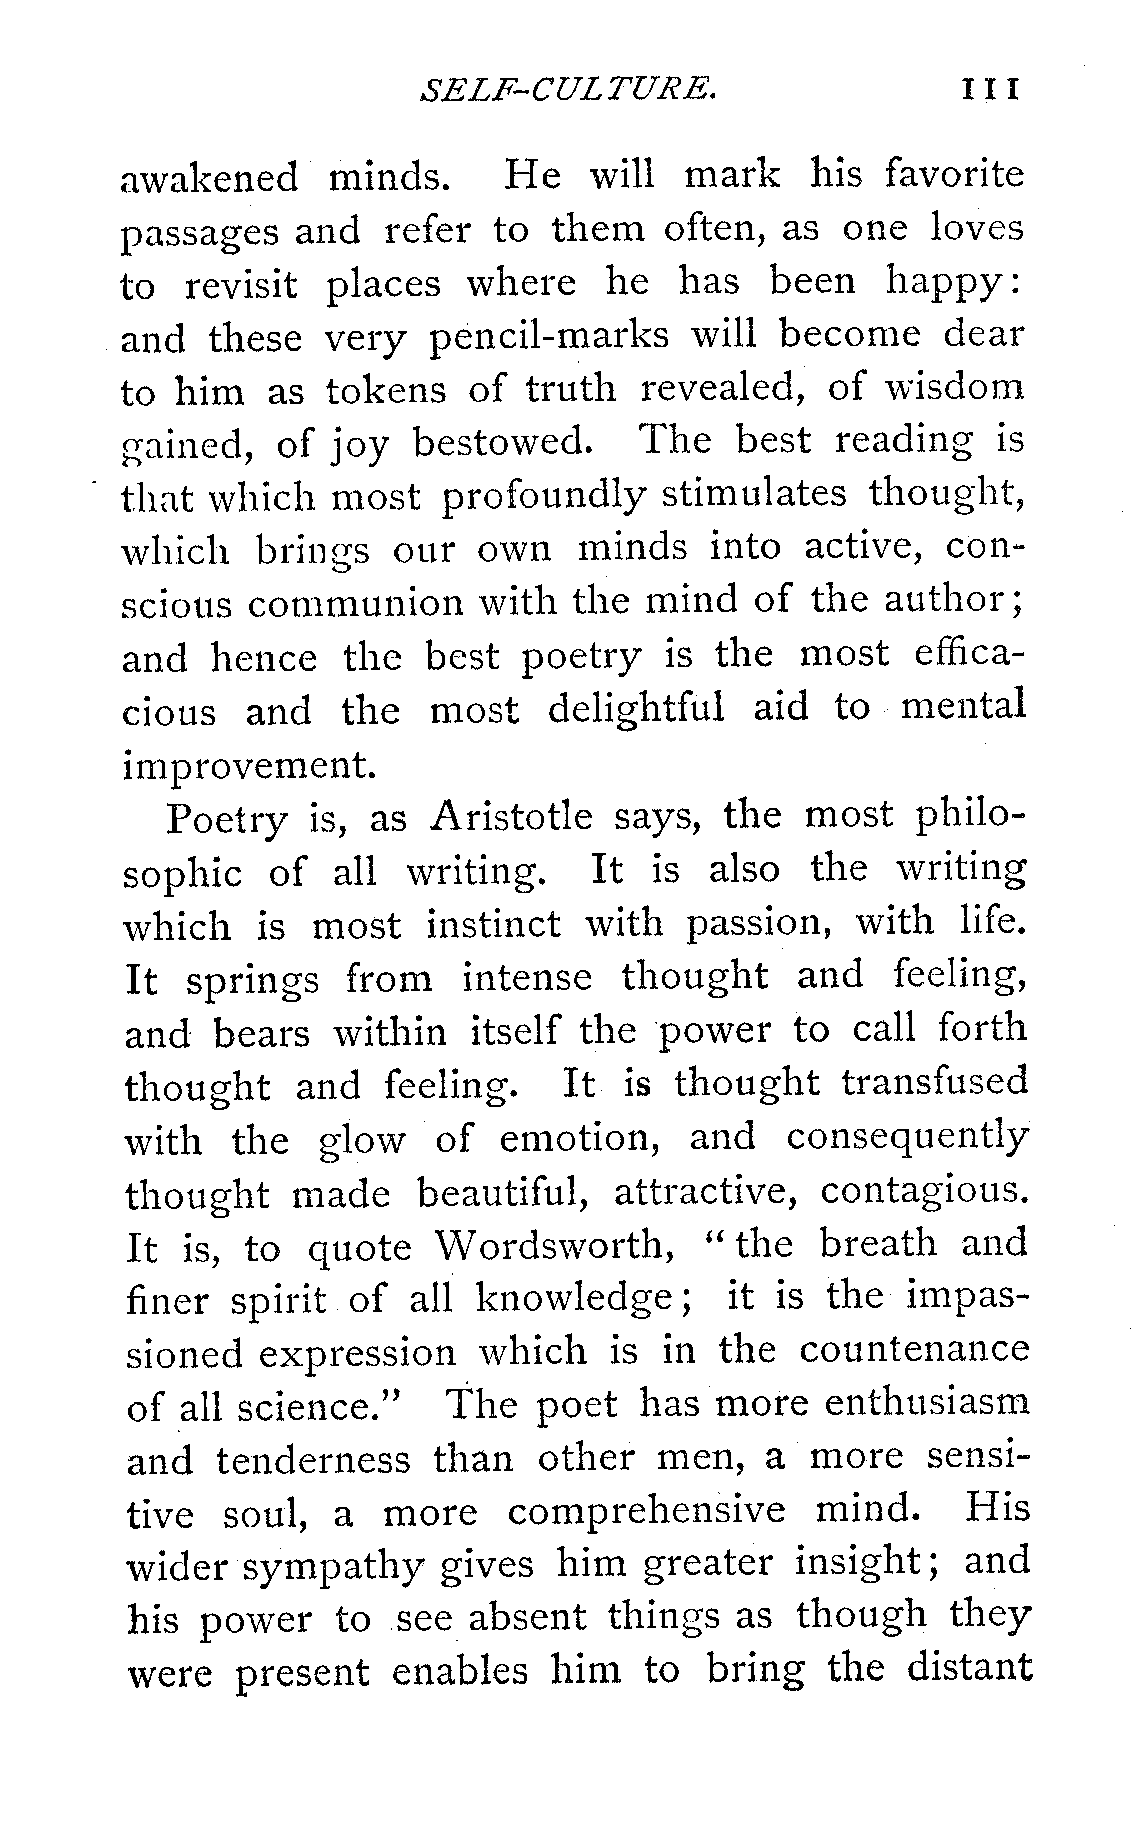 SELF-CULTURE. 111
awakened minds. He will mark his favorite
passages and refer to them often, as one loves
to revisit places where he has been happy:
and these very pencil-marks will become dear
to him as tokens of truth revealed, of wisdom
gained, of joy bestowed. The best reading is
that which most profoundly stimulates thought,
which brings our own minds into active, con-
scious communion with the mind of the author;
and hence the best poetry is the most effica-
cious and the most delightful aid to mental
improvement.
Poetry is, as Aristotle says, the most philo-
sophic of all writing. It is also the writing
which is most instinct with passion, with life.
It springs from intense thought and feeling,
and bears within itself the power to call forth
thought and feeling. It is thought transfused
with the glow of emotion, and consequently
thought made beautiful, attractive, contagious.
It is, to quote Wordsworth, “the breath and
finer spirit of all knowledge; it is the impas-
sioned expression which is in the countenance
of all science.” The poet has more enthusiasm
and tenderness than other men, a more sensi-
tive soul, a more comprehensive mind. His
wider sympathy gives him greater insight; and
his power to see absent things as though they
were present enables him to bring the distant